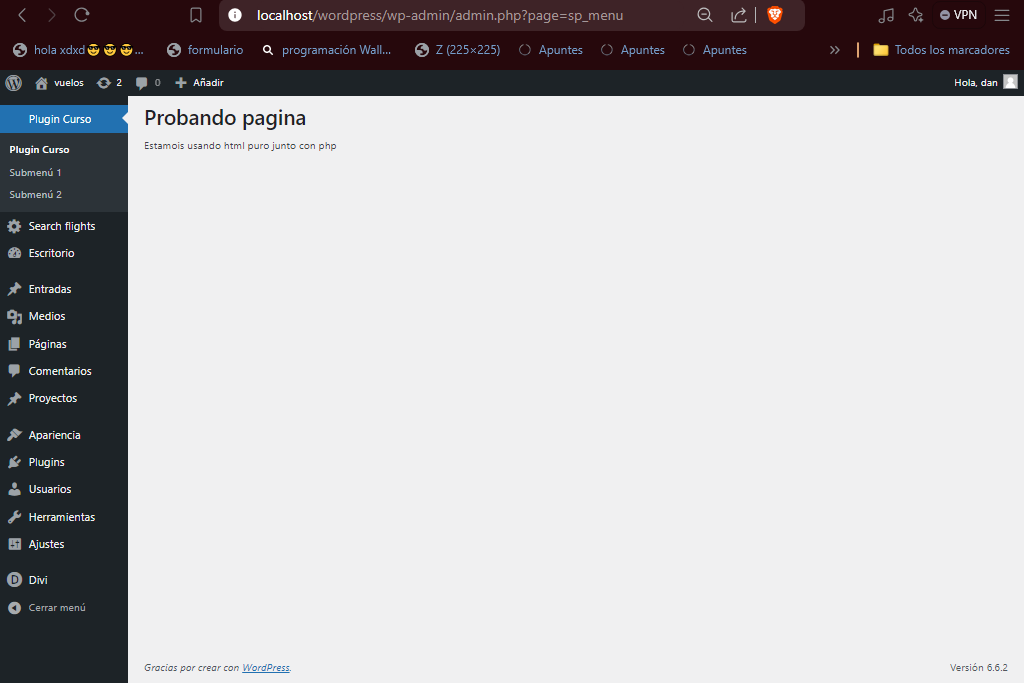 localhost/wordpress/wp-admin/admin.php?page=sp_menu
VPN
hola xdxd😎😎😎...
formulario
programación Wall...
Z (225×225)
Apuntes
Apuntes
Apuntes
Todos los marcadores
vuelos
2
0
Añadir
Hola, dan
Plugin Curso
Plugin Curso
Submenú 1
Submenú 2
Search flights
Escritorio
Entradas
Medios
Páginas
Comentarios
Proyectos
Apariencia
Plugins
Usuarios
Herramientas
Ajustes
D
Divi
Cerrar menú
Probando pagina
Estamois usando html puro junto con php
Gracias por crear con WordPress.
Versión 6.6.2